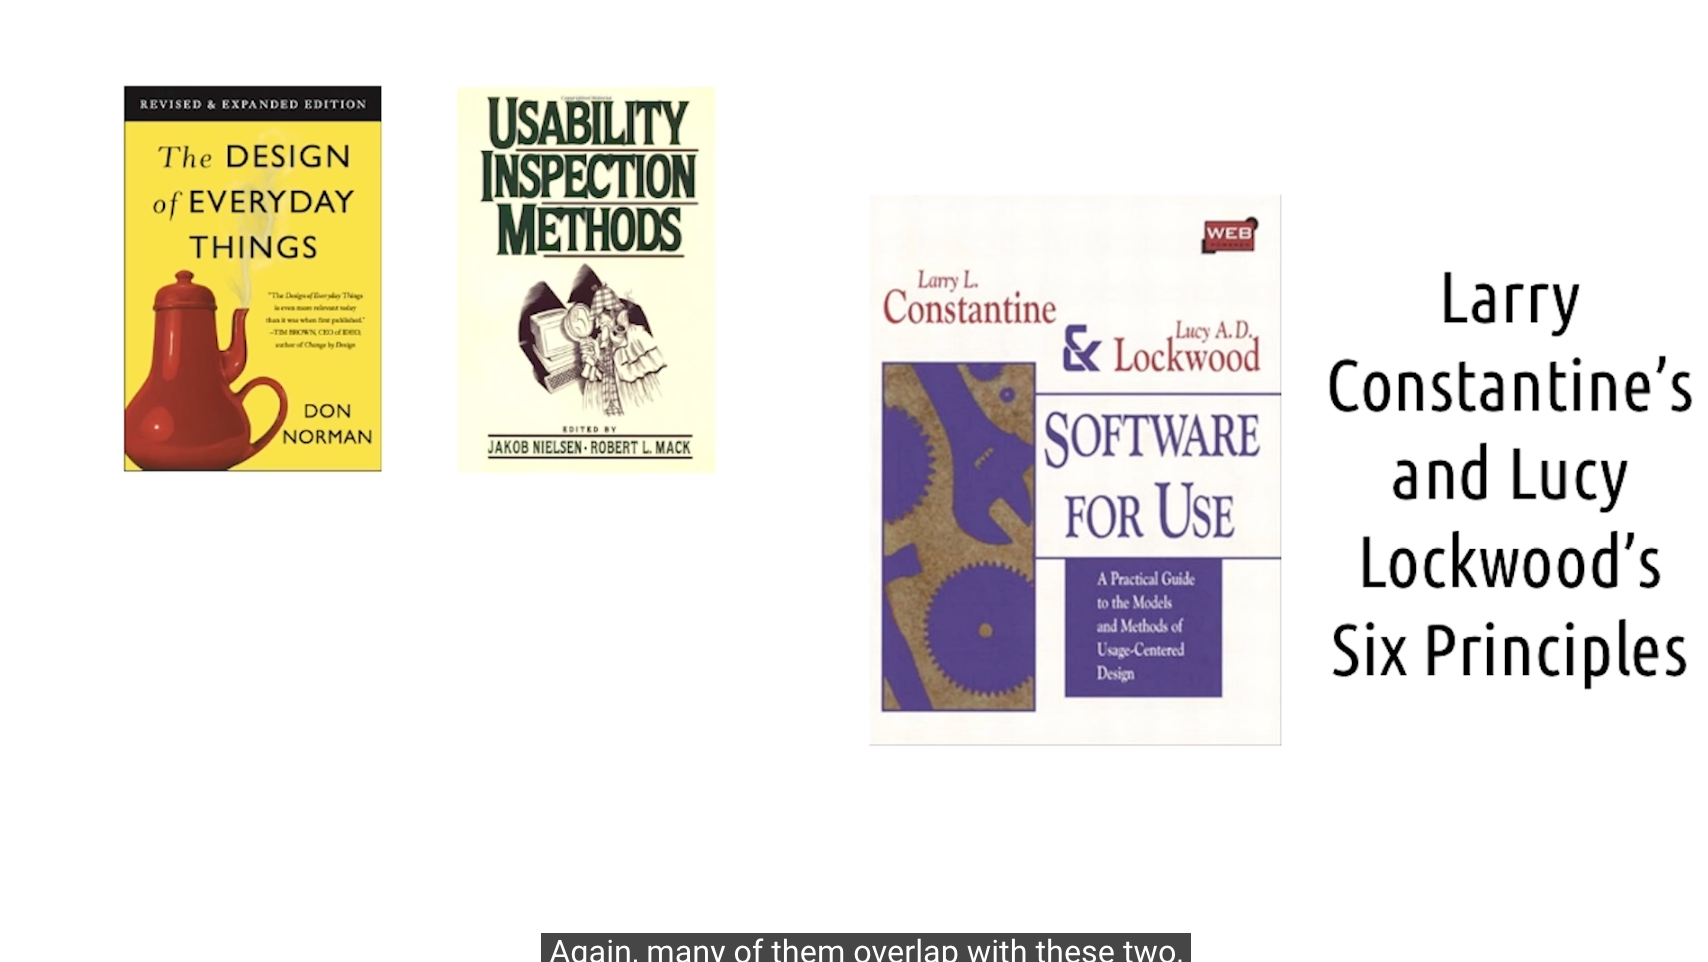 REVISED & EXPANDED EDITION
The DESIGN
of EVERYDAY
THINGS
"The Design of Everyday Things
is even more relevant today
than it was when first published."
–TIM BROWN, CEO of IDEO,
author of Change by Design
DON
NORMAN
USABILITY
INSPECTION
METHODS
EDITED BY
JAKOB NIELSEN · ROBERT L. MACK
WEB
Larry L.
Constantine
& Lucy A.D.
Lockwood
SOFTWARE
FOR USE
A Practical Guide
to the Models
and Methods of
Usage-Centered
Design
Larry
Constantine’s
and Lucy
Lockwood’s
Six Principles
Again, many of them overlap with these two.